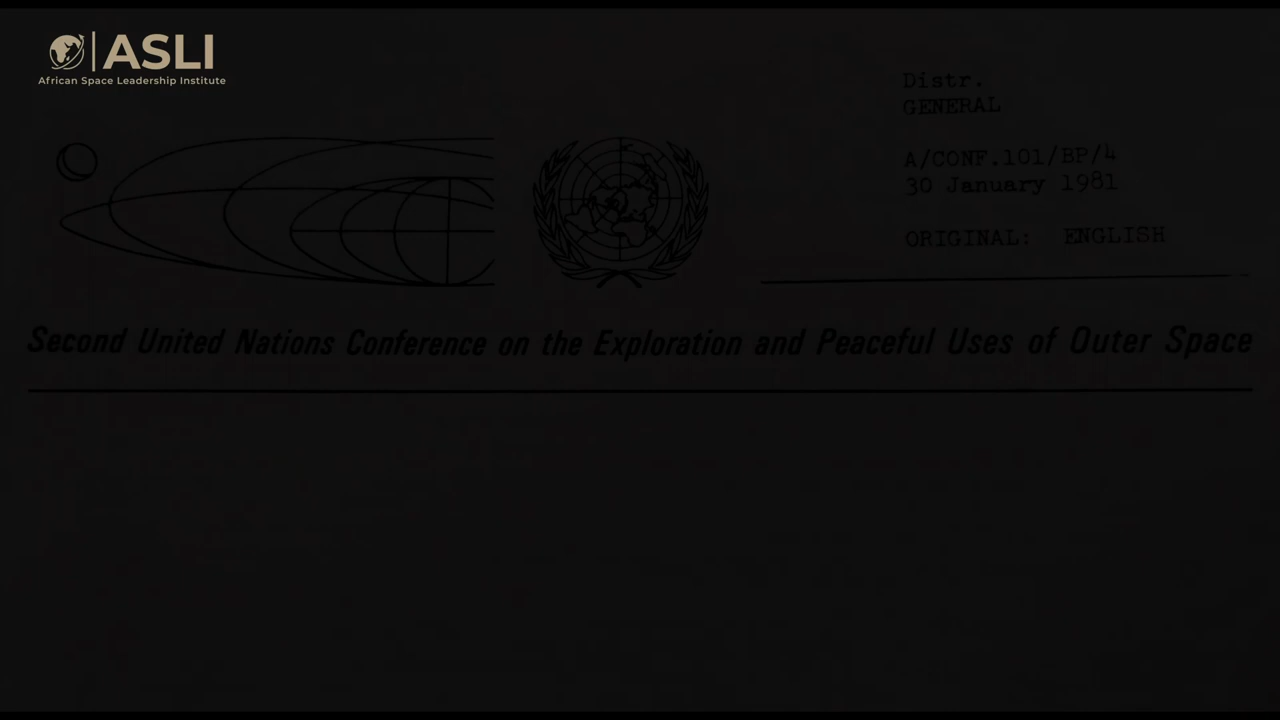 ASLI
African Space Leadership Institute
Distr.
GENERAL
A/CONF.101/BP/4
30 January 1981
ORIGINAL: ENGLISH
Second United Nations Conference on the Exploration and Peaceful Uses of Outer Space